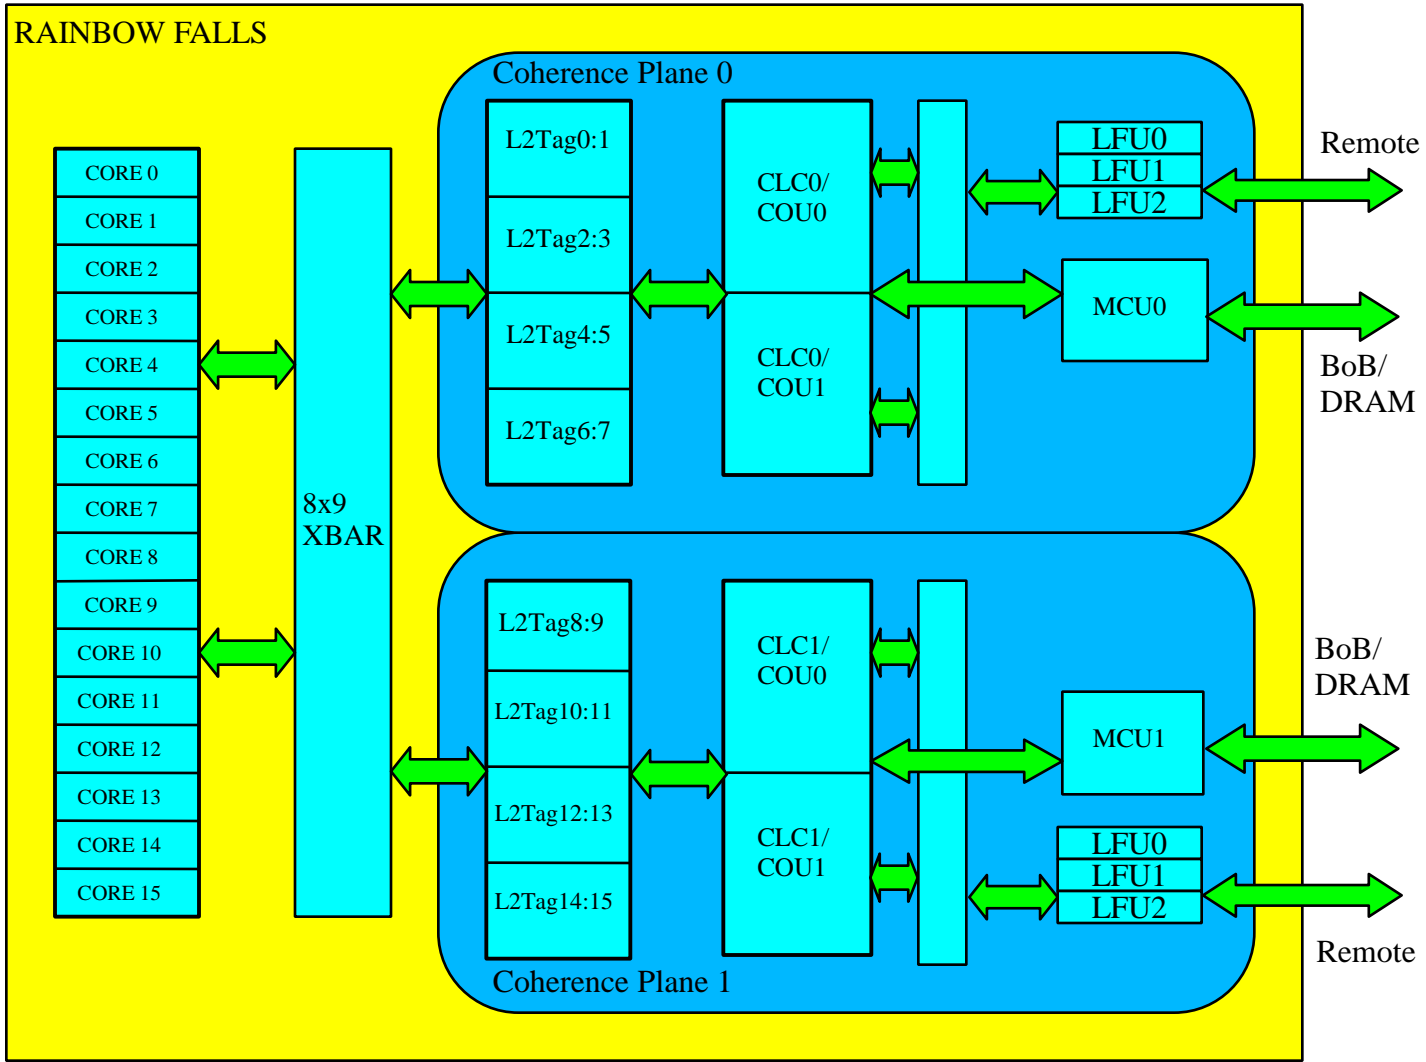 RAINBOW FALLS
CORE 0
CORE 1
CORE 2
CORE 3
CORE 4
CORE 5
CORE 6
CORE 7
CORE 8
CORE 9
CORE 10
CORE 11
CORE 12
CORE 13
CORE 14
CORE 15
8x9
XBAR
Coherence Plane 0
L2Tag0:1
L2Tag2:3
L2Tag4:5
L2Tag6:7
CLC0/
COU0
CLC0/
COU1
LFU0
LFU1
LFU2
MCU0
Remote
BoB/
DRAM
L2Tag8:9
L2Tag10:11
L2Tag12:13
L2Tag14:15
CLC1/
COU0
CLC1/
COU1
MCU1
LFU0
LFU1
LFU2
BoB/
DRAM
Remote
Coherence Plane 1